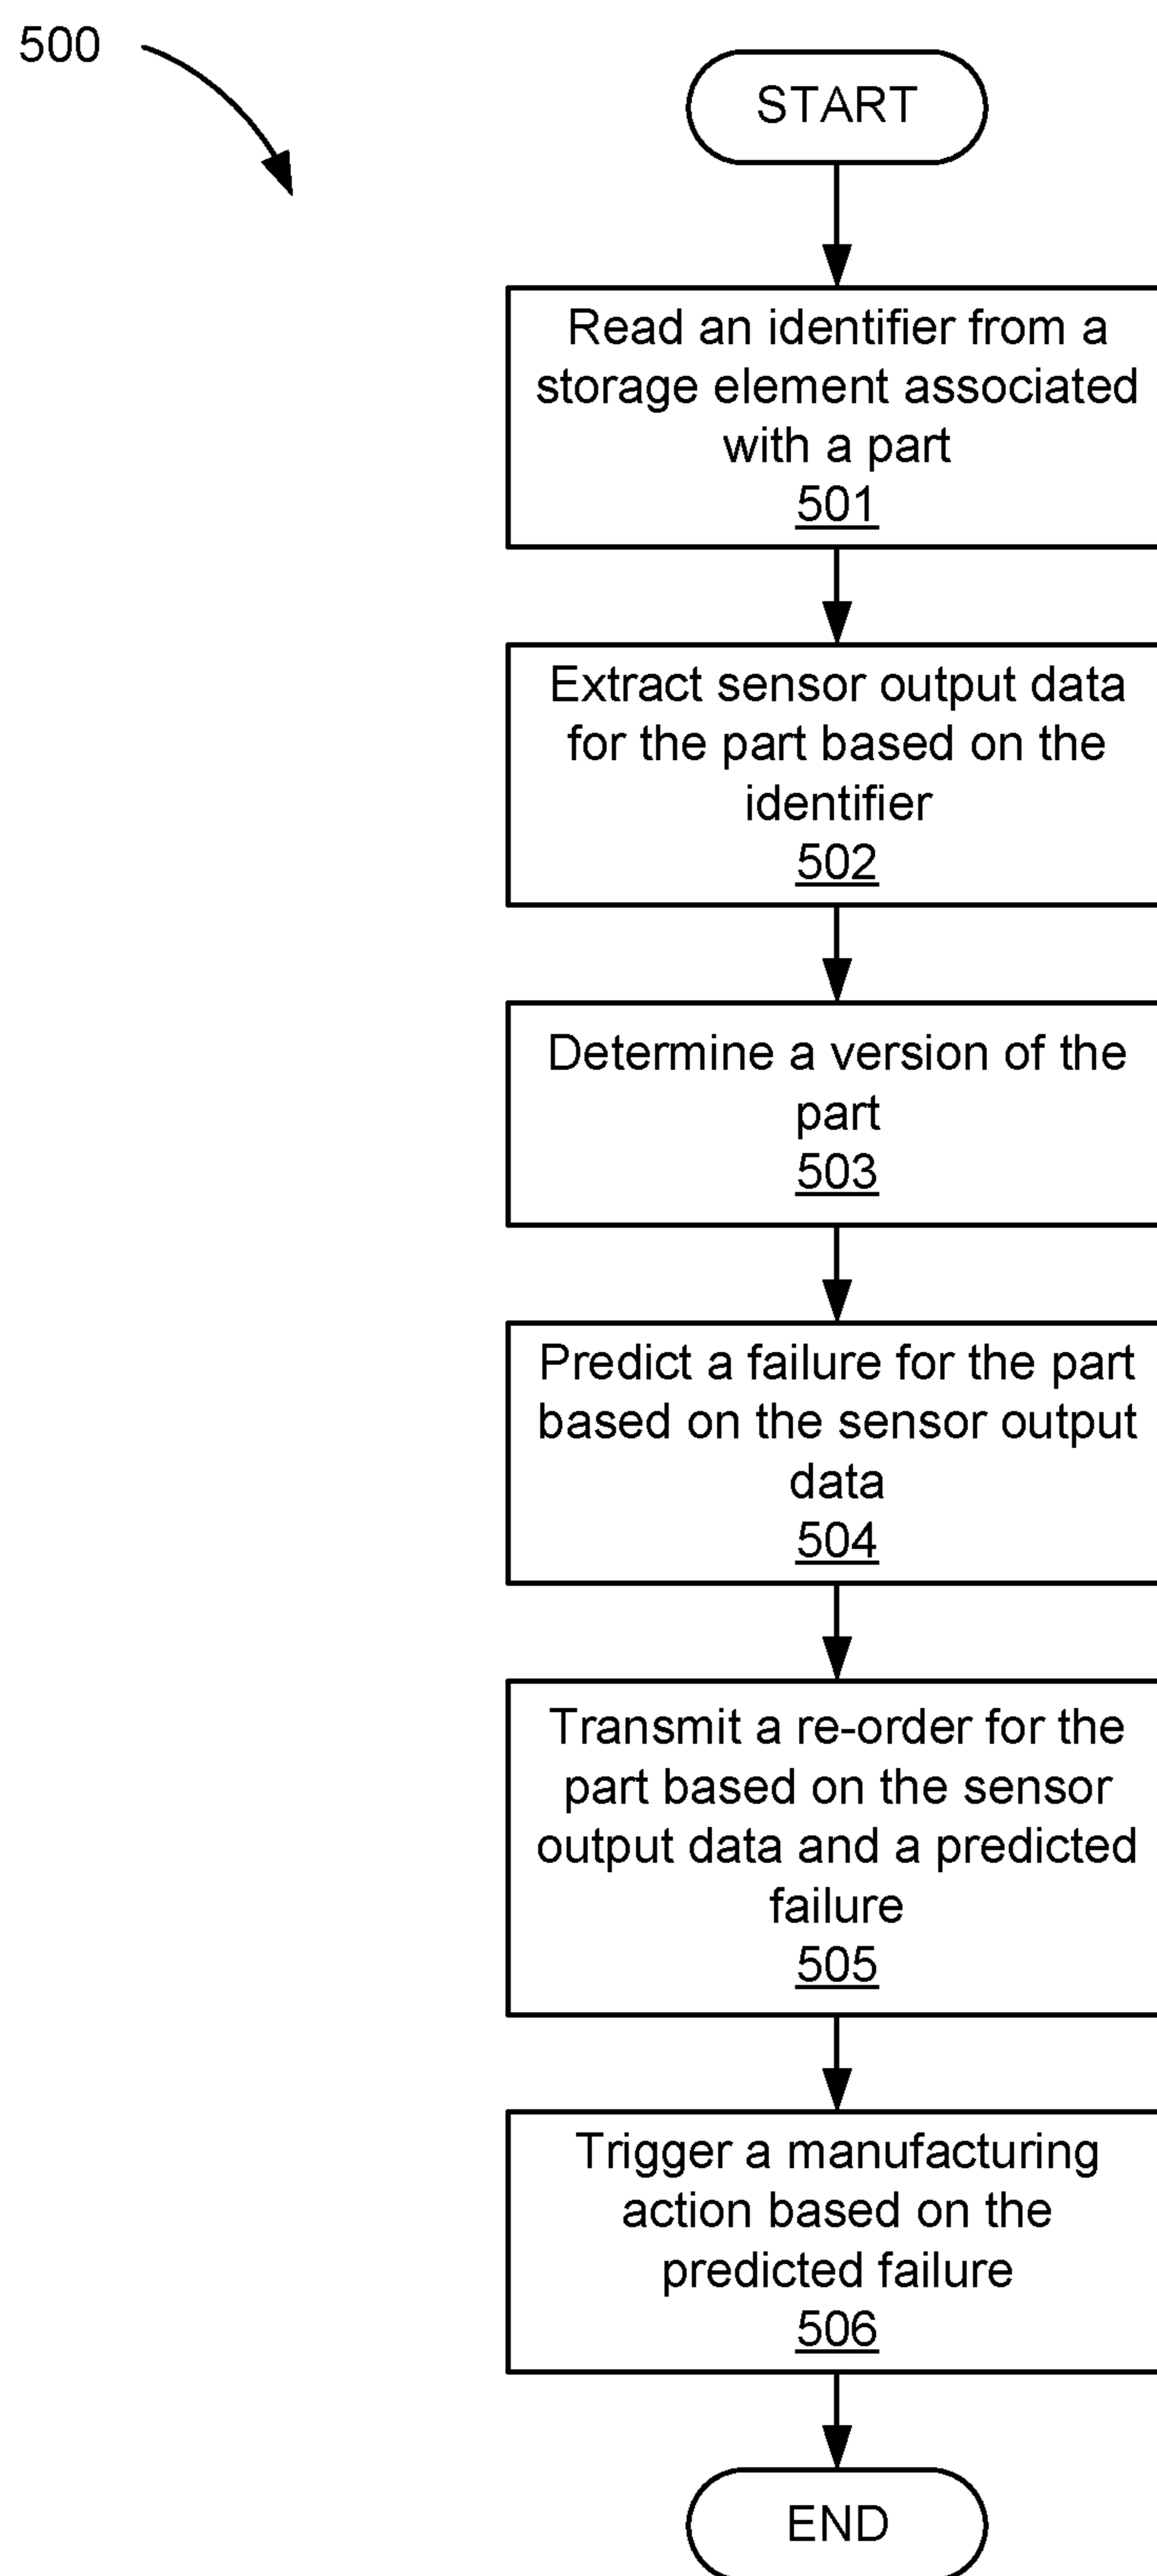 500
START
Read an identifier from a
storage element associated
with a part
501
Extract sensor output data
for the part based on the
identifier
502
Determine a version of the
part
503
Predict a failure for the part
based on the sensor output
data
504
Transmit a re-order for the
part based on the sensor
output data and a predicted
failure
505
Trigger a manufacturing
action based on the
predicted failure
506
END